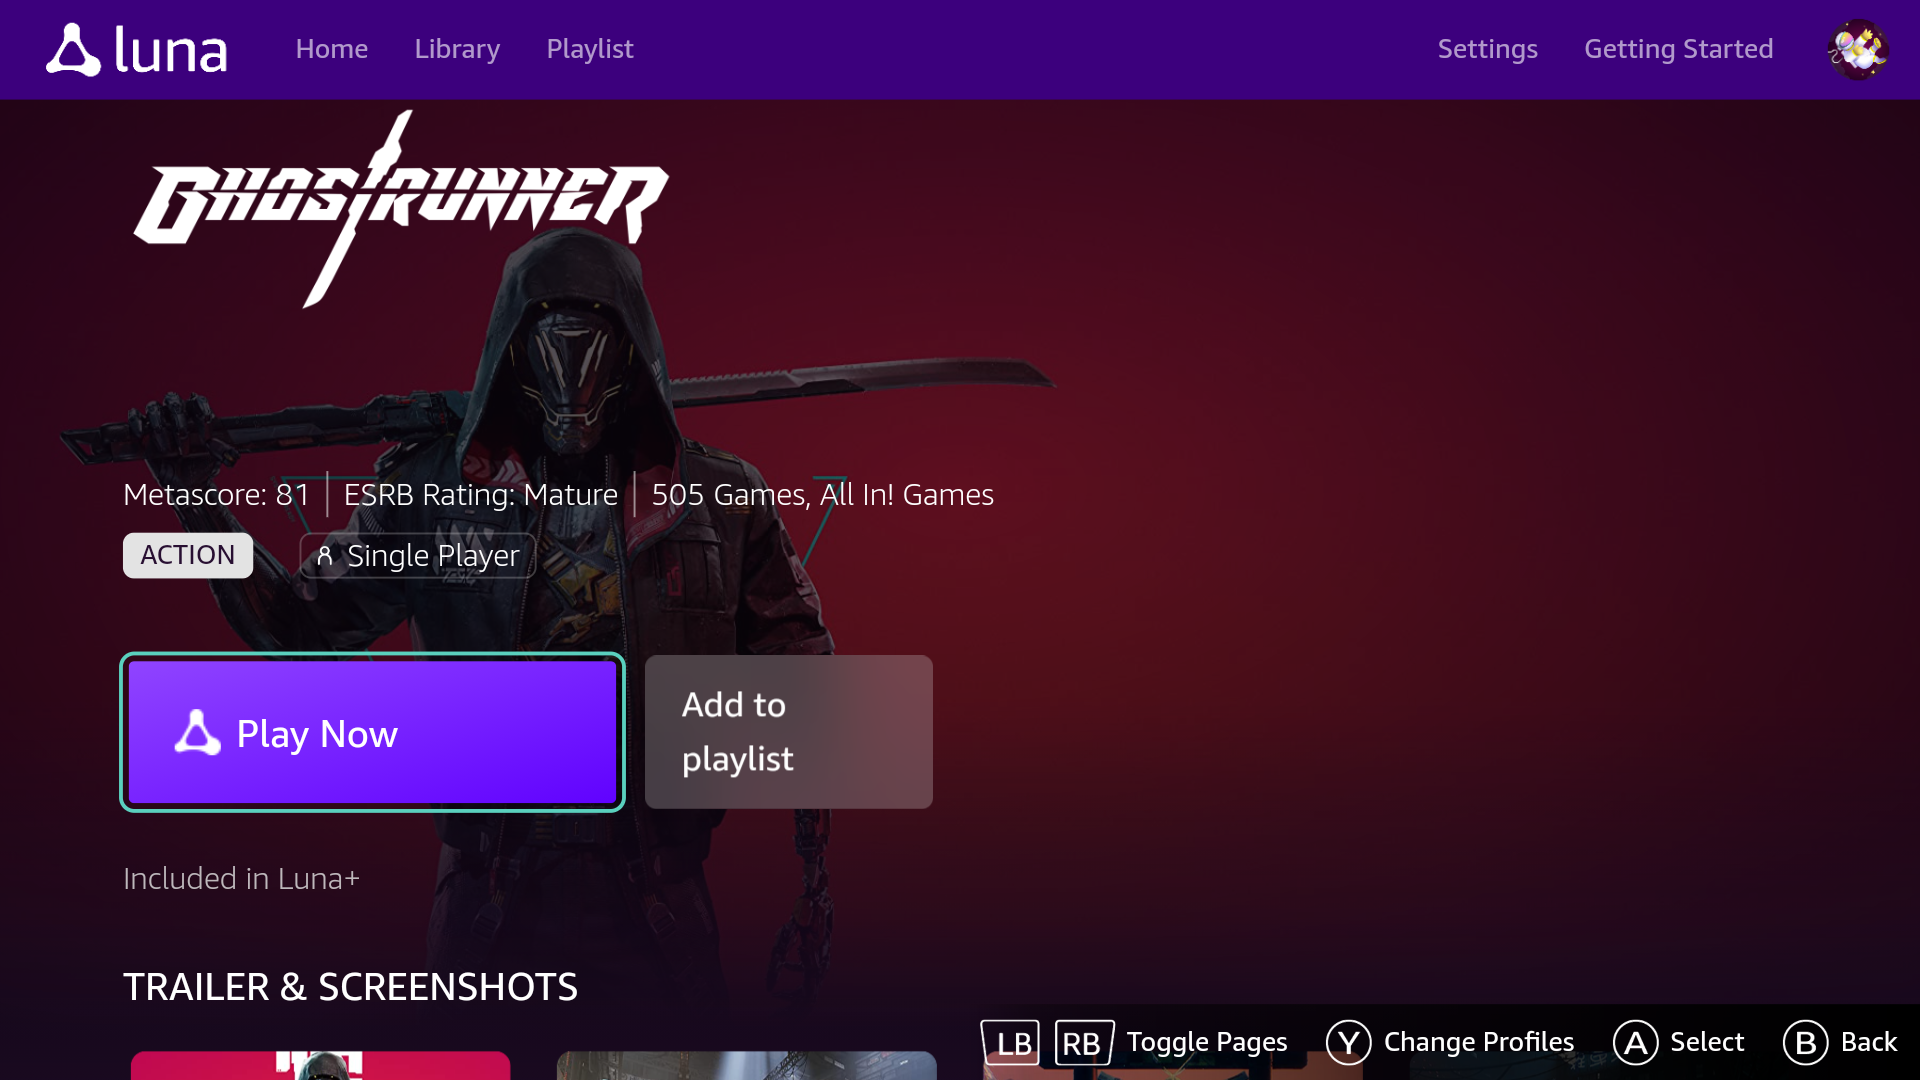 luna
Home
Library
Playlist
Settings
Getting Started
GHOSTRUNNER
Metascore: 81
ESRB Rating: Mature
505 Games, All In! Games
ACTION
Single Player
Play Now
Add to
playlist
Included in Luna+
TRAILER & SCREENSHOTS
LB RB Toggle Pages
Y Change Profiles
A Select
B Back